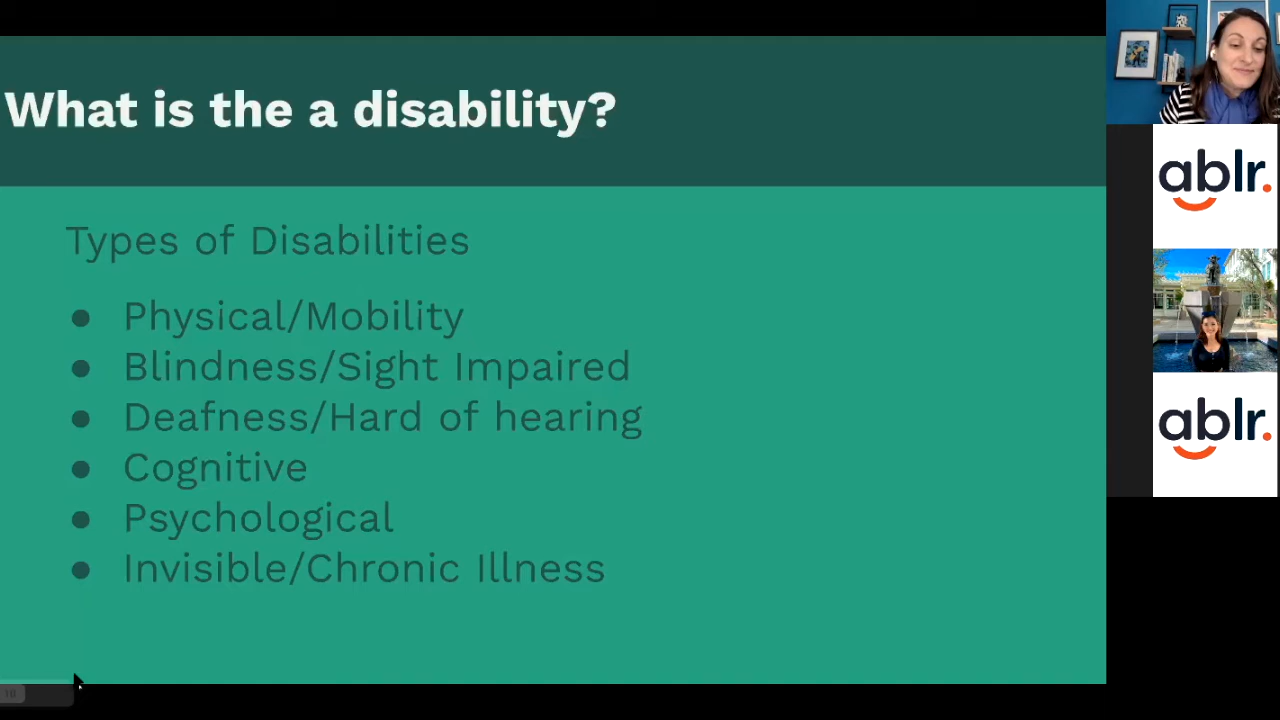 What is the a disability?
Types of Disabilities
● Physical/Mobility
● Blindness/Sight Impaired
● Deafness/Hard of hearing
● Cognitive
● Psychological
● Invisible/Chronic Illness
10
ablr.
ablr.